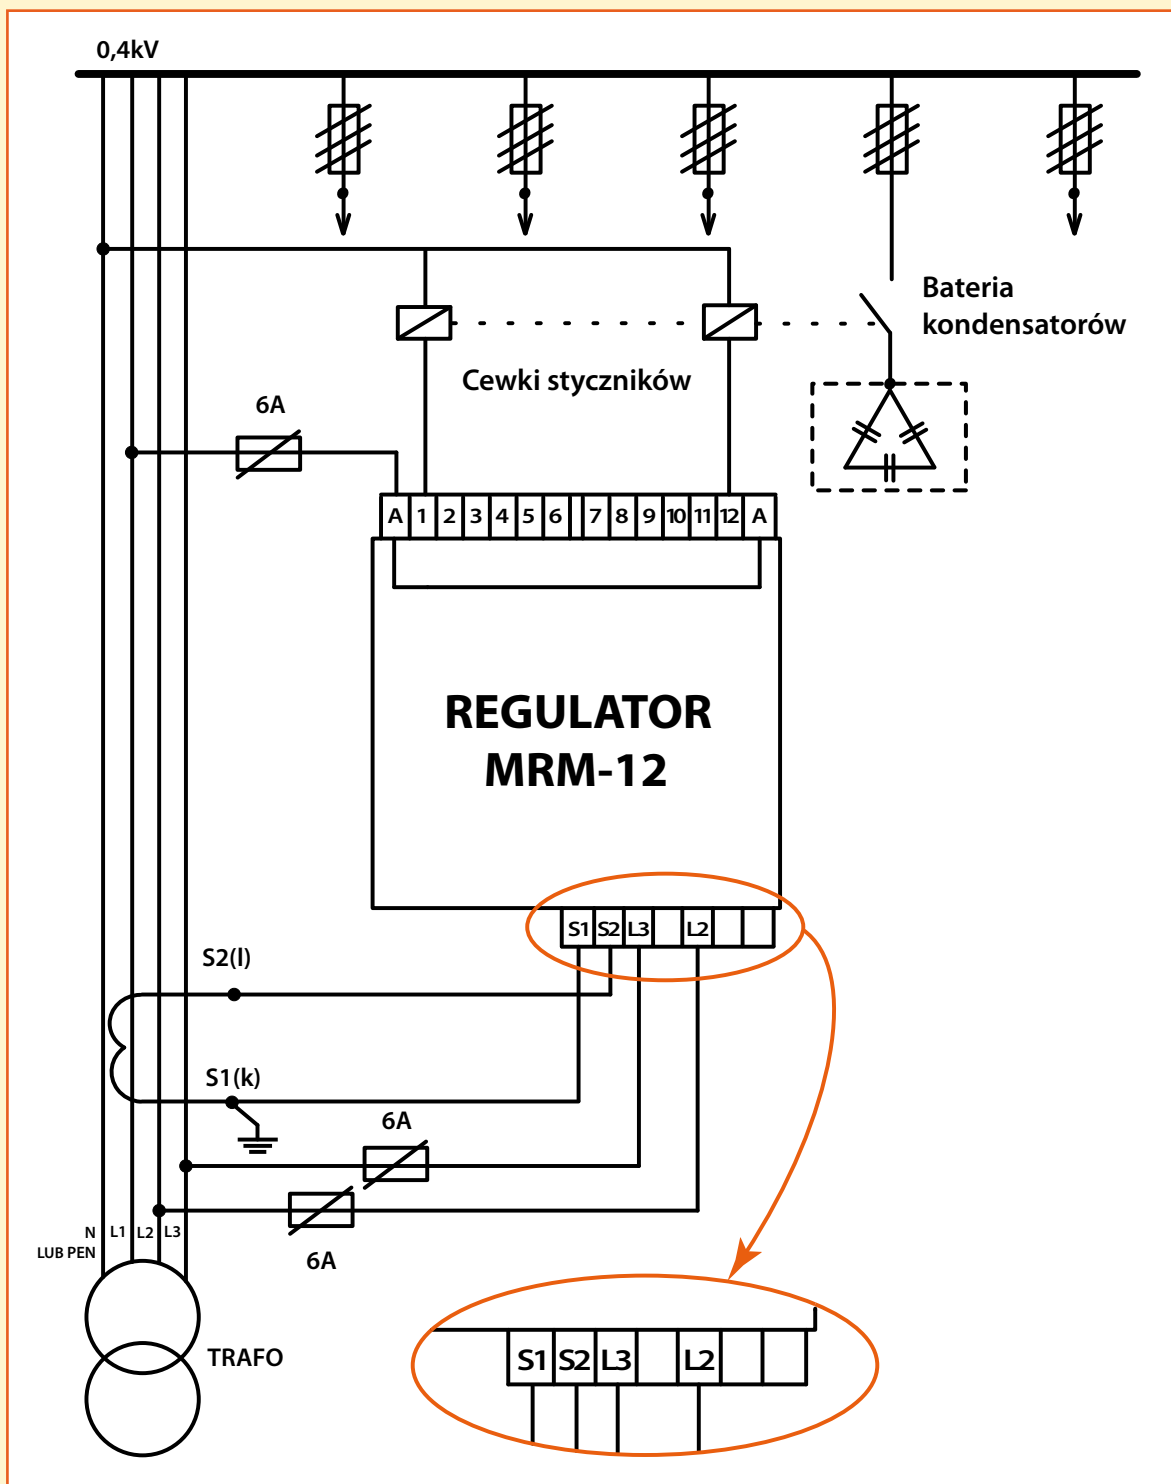 0,4kV
Bateria
kondensatorów
Cewki styczników
6A
A 1 2 3 4 5 6 7 8 9 10 11 12 A
REGULATOR
MRM-12
S1 S2 L3 L2
S2(l)
S1(k)
6A
N L1 L2 L3
LUB PEN
6A
TRAFO
S1 S2 L3 L2